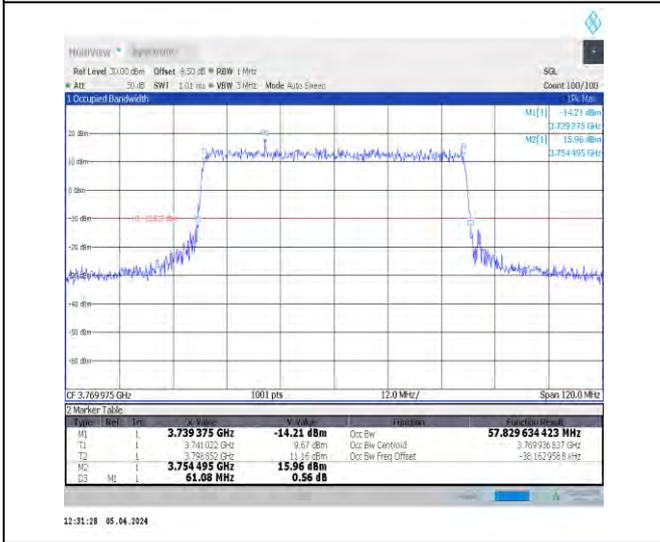 MultiView Spectrum
Ref Level 30.00 dBm Offset 9.50 dB RBW 1 MHz SGL
Att 30 dB SWT 1.01 ms VBW 3 MHz Mode Auto Sweep Count 100/100
1 Occupied Bandwidth 1Pk Max
M1[1] -14.21 dBm
3.739 375 GHz
M2[1] 15.96 dBm
3.754 495 GHz
20 dBm
10 dBm
0 dBm
-10 dBm
-20 dBm
-40 dBm
-50 dBm
-60 dBm
CF 3.769 975 GHz 1001 pts 12.0 MHz/ Span 120.0 MHz
2 Marker Table
Type Ref Trc X-Value Y-Value Function Function Result
M1 1 3.739 375 GHz -14.21 dBm Occ Bw 57.829 634 423 MHz
T1 1 3.741 022 GHz 9.67 dBm Occ Bw Centroid 3.769 936 837 GHz
T2 1 3.798 852 GHz 11.16 dBm Occ Bw Freq Offset -38.162 958 8 kHz
M2 1 3.754 495 GHz 15.96 dBm
D3 M1 1 61.08 MHz 0.56 dB
12:31:28 05.04.2024